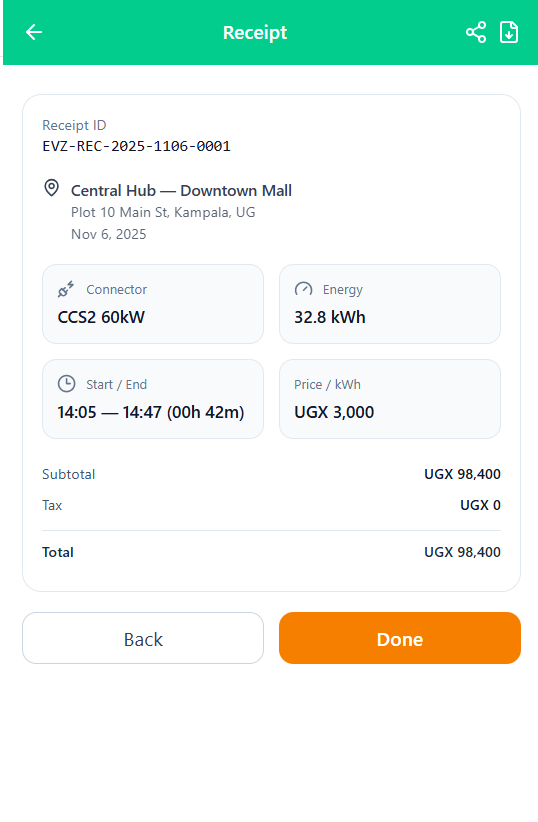 Receipt
Receipt ID
EVZ-REC-2025-1106-0001
Central Hub — Downtown Mall
Plot 10 Main St, Kampala, UG
Nov 6, 2025
Connector
CCS2 60kW
Energy
32.8 kWh
Start / End
14:05 — 14:47 (00h 42m)
Price / kWh
UGX 3,000
Subtotal UGX 98,400
Tax UGX 0
Total UGX 98,400
Back
Done